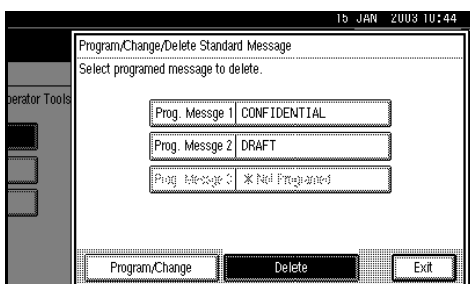 15 JAN 2003 10:44
Program/Change/Delete Standard Message
Select programed message to delete.
perator Tools
Prog. Messge 1 CONFIDENTIAL
Prog. Messge 2 DRAFT
Prog. Messge 3 ※ Not Programed
Program/Change Delete Exit